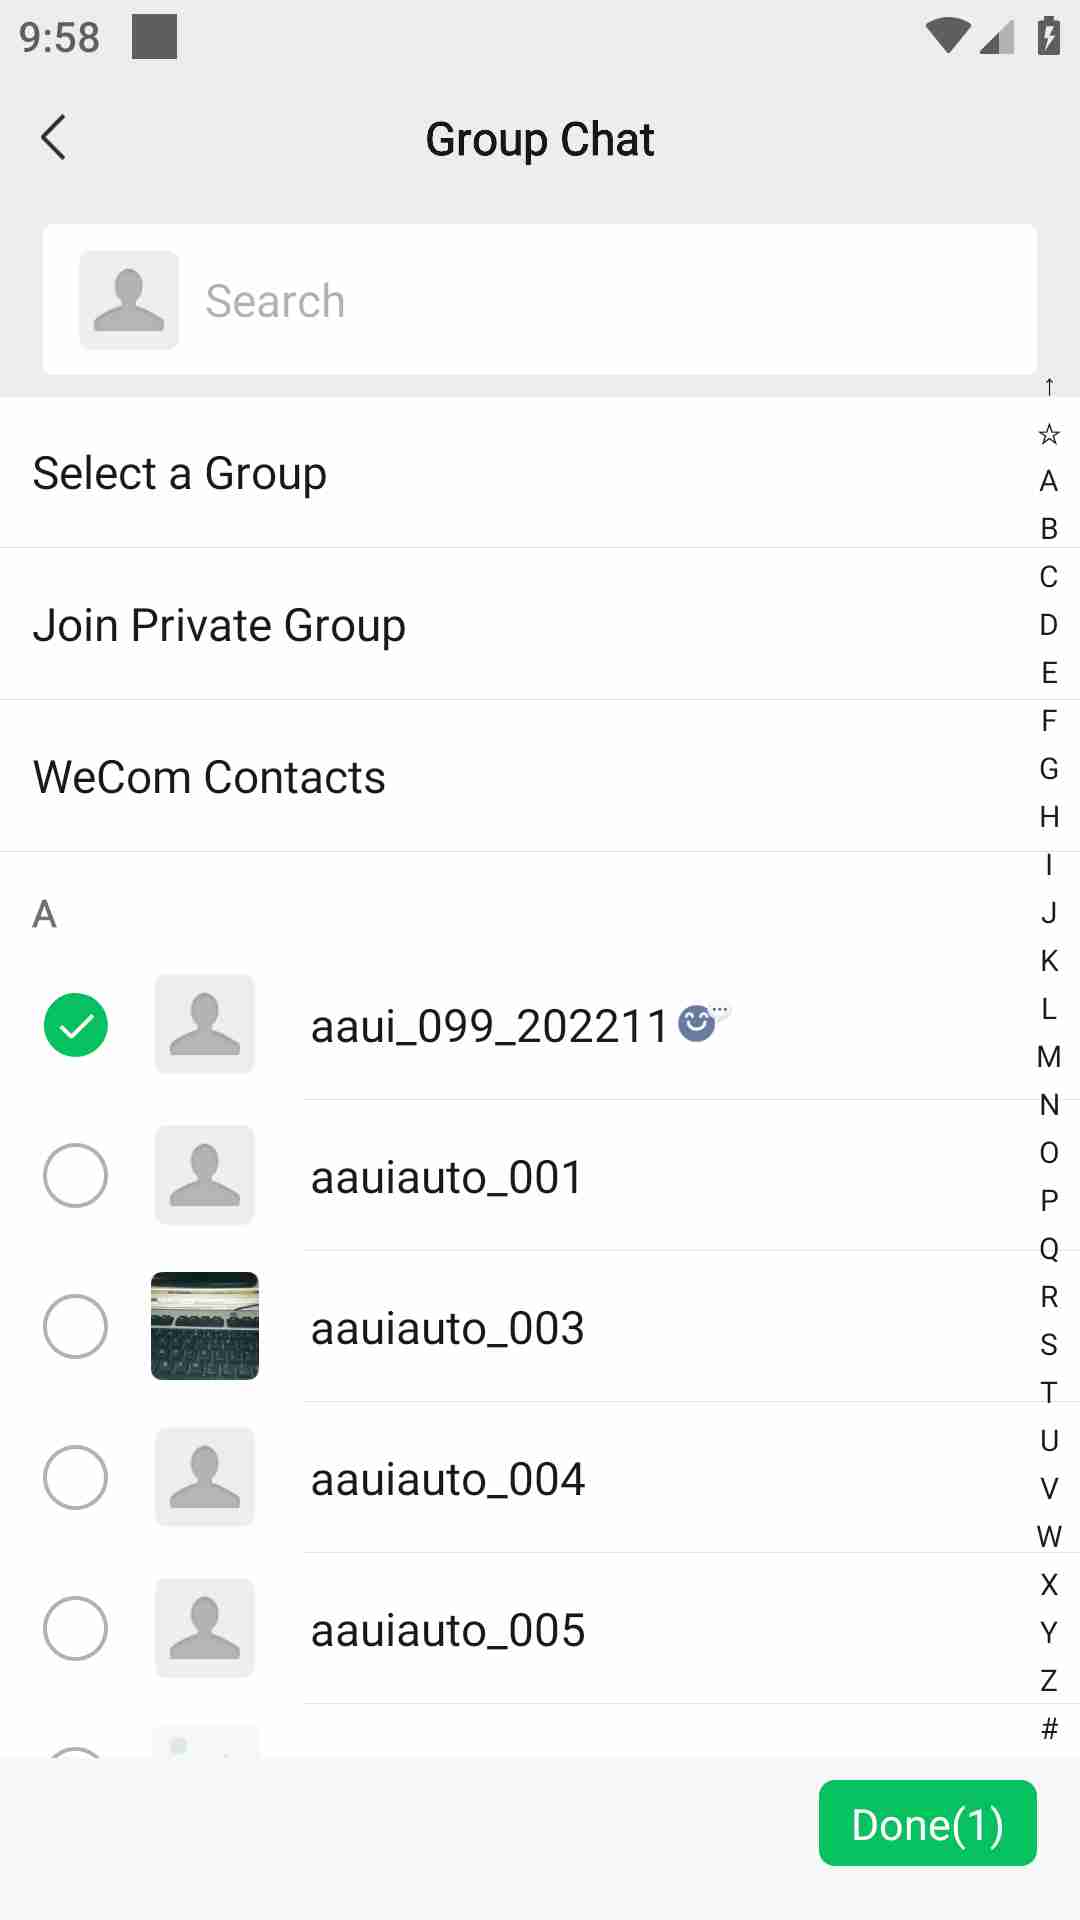 9:58
Group Chat
Search
↑
☆
Select a Group
A
B
C
Join Private Group
D
E
F
WeCom Contacts
G
H
I
A
J
K
aaui_099_202211
L
M
N
aauiauto_001
O
P
Q
aauiauto_003
R
S
T
aauiauto_004
U
V
W
aauiauto_005
X
Y
Z
#
Done(1)